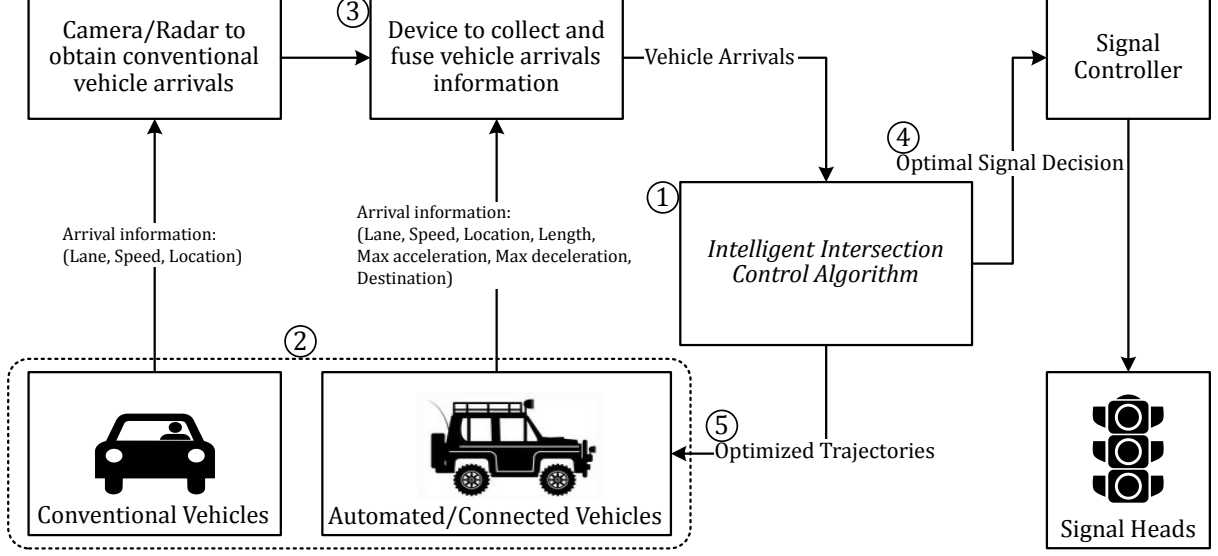 Camera/Radar to
obtain conventional
vehicle arrivals
③
Device to collect and
fuse vehicle arrivals
information
Vehicle Arrivals
Signal
Controller
④
Optimal Signal Decision
①
Intelligent Intersection
Control Algorithm
Arrival information:
(Lane, Speed, Location)
Arrival information:
(Lane, Speed, Location, Length,
Max acceleration, Max deceleration,
Destination)
②
⑤
Optimized Trajectories
Conventional Vehicles
Automated/Connected Vehicles
Signal Heads